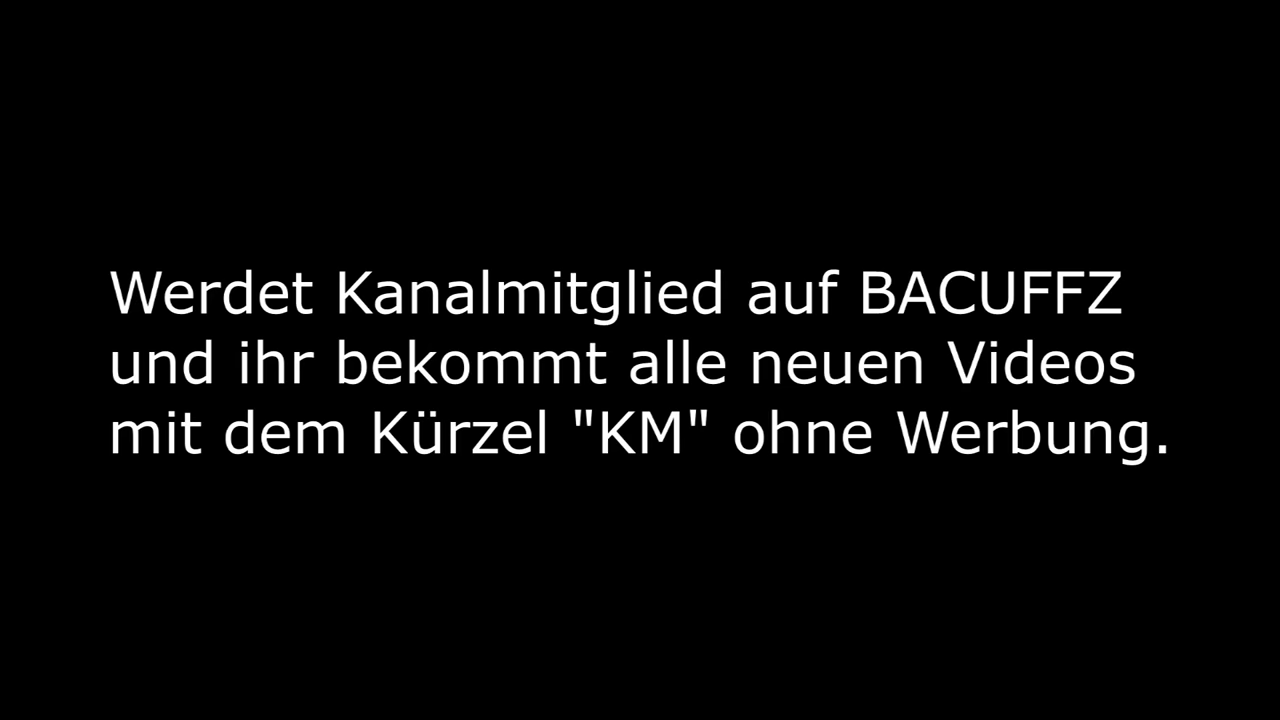 Werdet Kanalmitglied auf BACUFFZ
und ihr bekommt alle neuen Videos
mit dem Kürzel "KM" ohne Werbung.